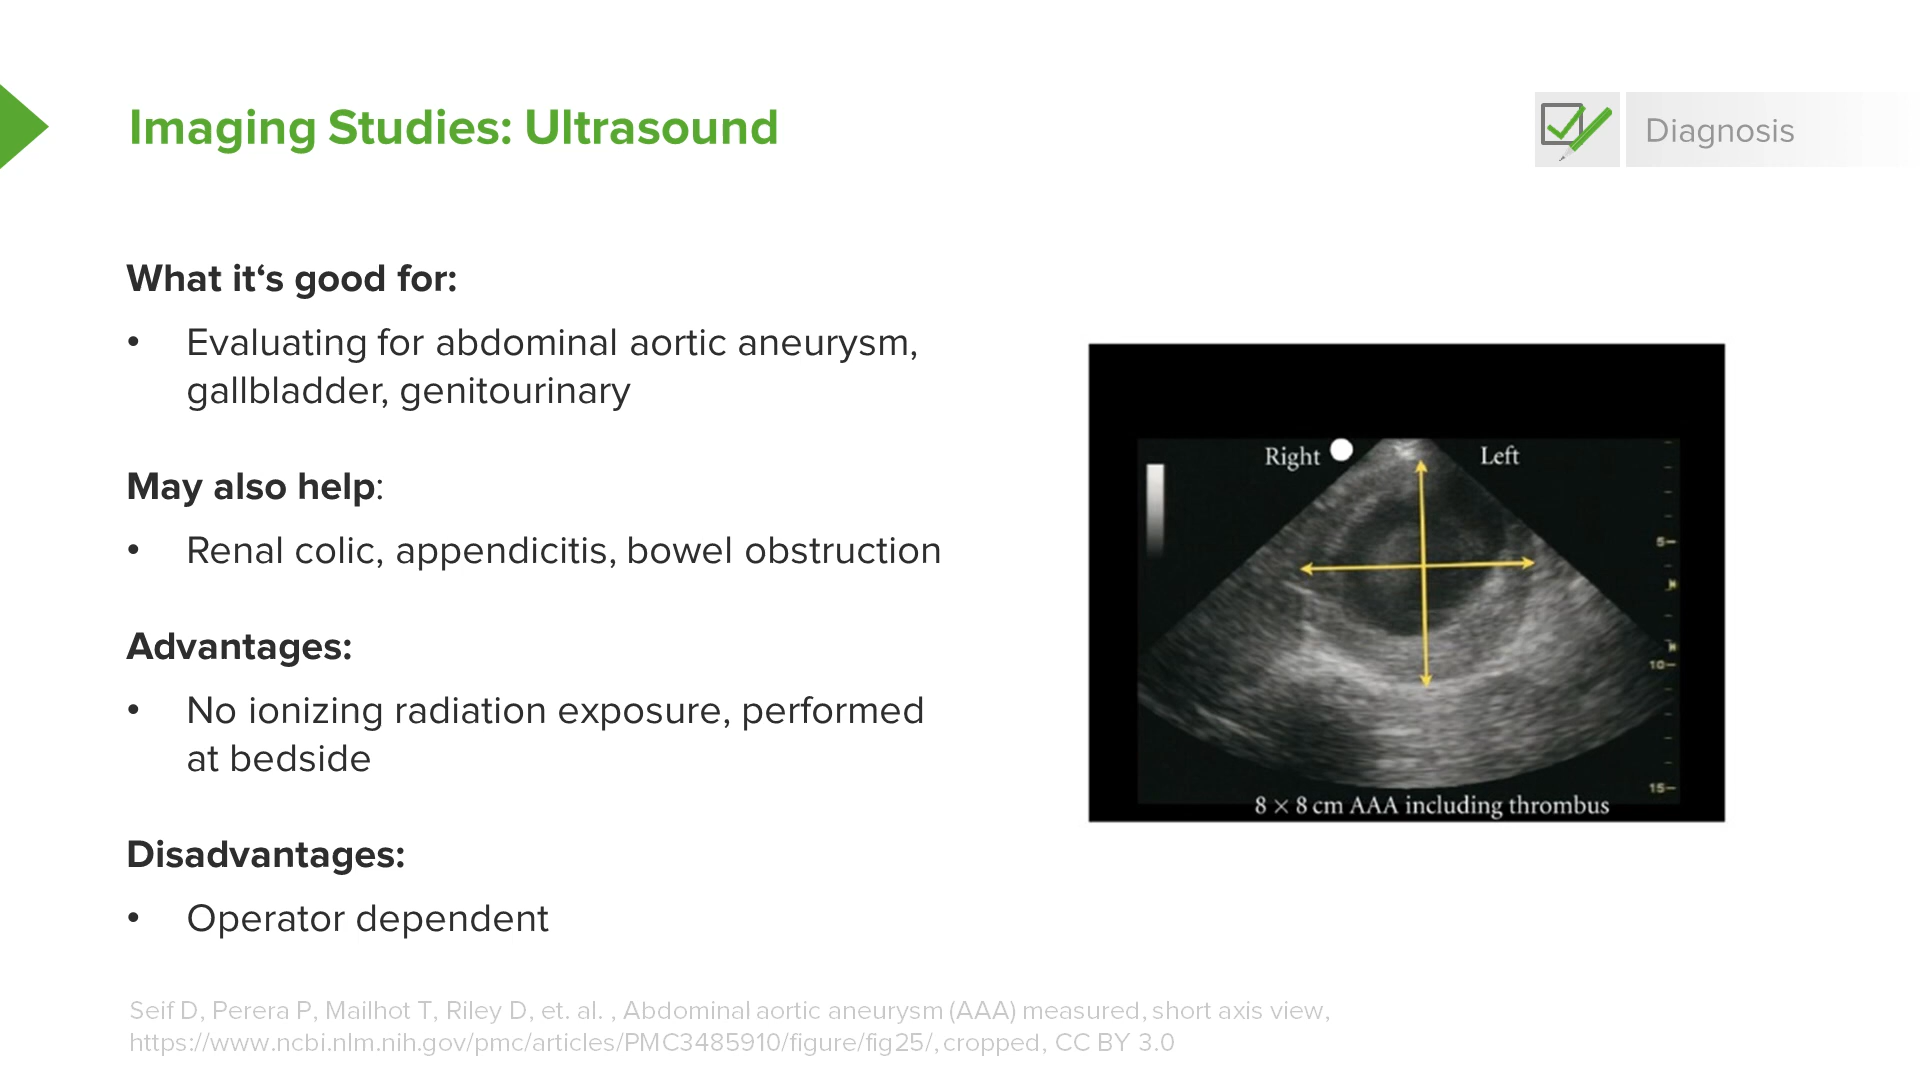 Imaging Studies: Ultrasound
Diagnosis
What it‘s good for:
• Evaluating for abdominal aortic aneurysm,
gallbladder, genitourinary
May also help:
• Renal colic, appendicitis, bowel obstruction
Advantages:
• No ionizing radiation exposure, performed
at bedside
Disadvantages:
• Operator dependent
Right Left
5
10
15
8 × 8 cm AAA including thrombus
Seif D, Perera P, Mailhot T, Riley D, et. al. , Abdominal aortic aneurysm (AAA) measured, short axis view,
https://www.ncbi.nlm.nih.gov/pmc/articles/PMC3485910/figure/fig25/, cropped, CC BY 3.0